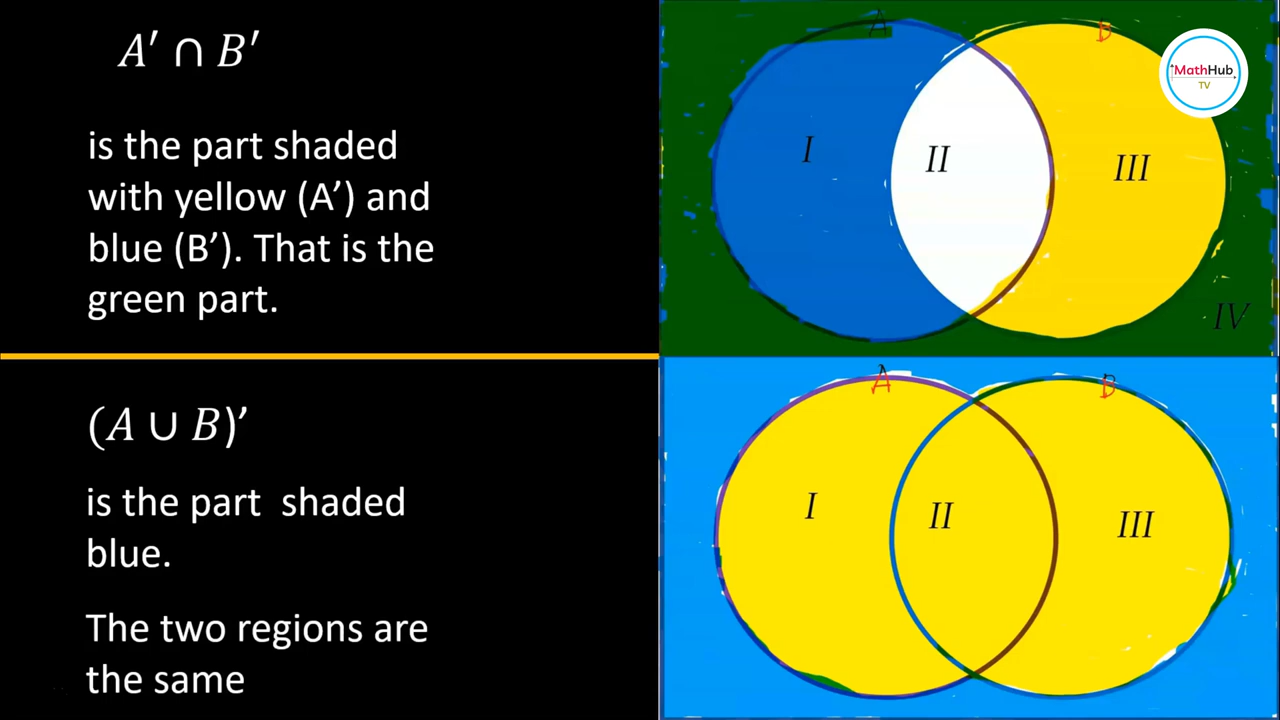 A′ ∩ B′
is the part shaded
with yellow (A’) and
blue (B’). That is the
green part.
(A ∪ B)’
is the part shaded
blue.
The two regions are
the same
A
B
MathHub
TV
I
II
III
IV
A
B
I
II
III